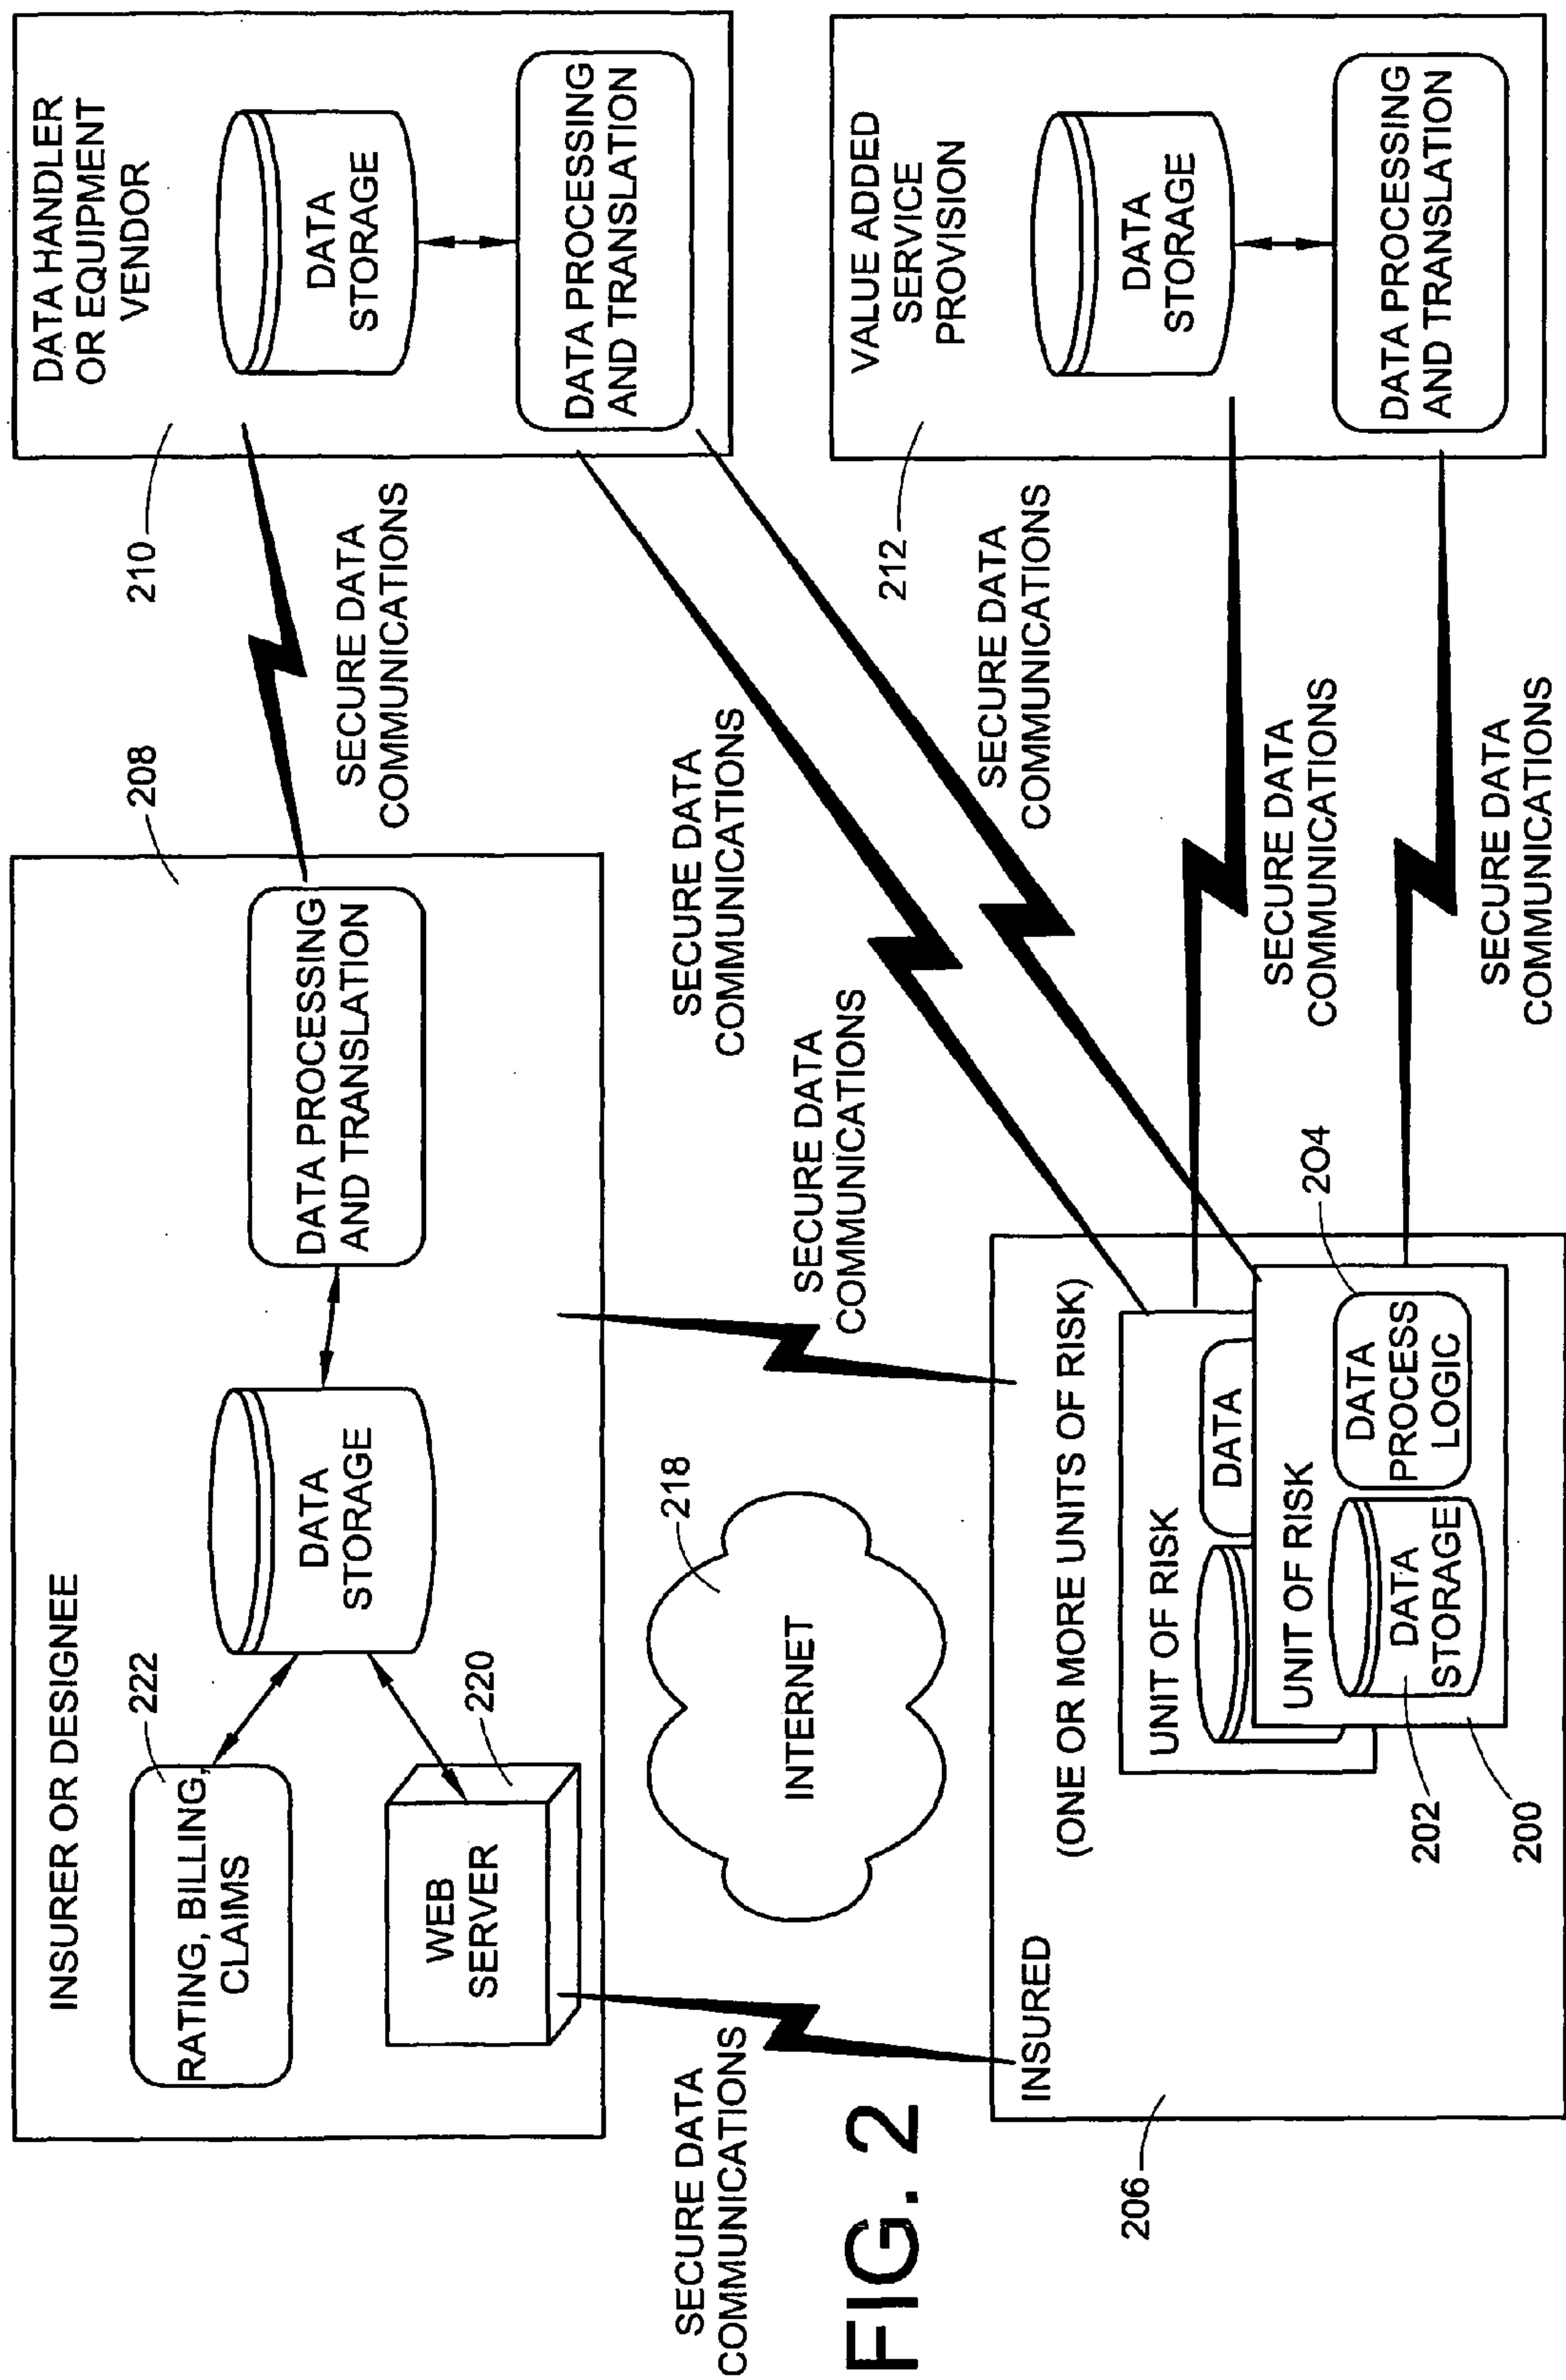 INSURER OR DESIGNEE
222
RATING, BILLING,
CLAIMS
220
WEB
SERVER
DATA
STORAGE
DATA PROCESSING
AND TRANSLATION
208
SECURE DATA
COMMUNICATIONS
210
DATA HANDLER
OR EQUIPMENT
VENDOR
DATA
STORAGE
DATA PROCESSING
AND TRANSLATION
SECURE DATA
COMMUNICATIONS
218
INTERNET
SECURE DATA
COMMUNICATIONS
SECURE DATA
COMMUNICATIONS
SECURE DATA
COMMUNICATIONS
212
VALUE ADDED
SERVICE
PROVISION
DATA
STORAGE
DATA PROCESSING
AND TRANSLATION
SECURE DATA
COMMUNICATIONS
SECURE DATA
COMMUNICATIONS
FIG. 2
INSURED
206
(ONE OR MORE UNITS OF RISK)
UNIT OF RISK
DATA
UNIT OF RISK
DATA
STORAGE
DATA
PROCESS
LOGIC
204
202
200